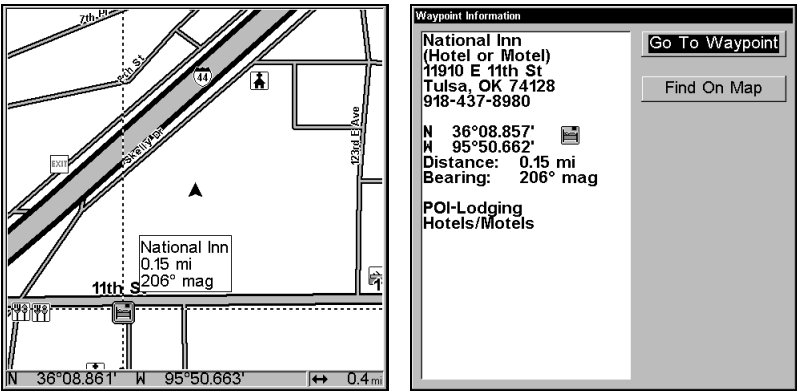 7th Pl
7th St
44
Skelly Dr
123rd E Ave
EXIT
National Inn
0.15 mi
206° mag
11th S
N 36°08.861' W 95°50.663' ↔ 0.4 mi
Waypoint Information
National Inn
(Hotel or Motel)
11910 E 11th St
Tulsa, OK 74128
918-437-8980
N 36°08.857'
W 95°50.662'
Distance: 0.15 mi
Bearing: 206° mag
POI-Lodging
Hotels/Motels
Go To Waypoint
Find On Map